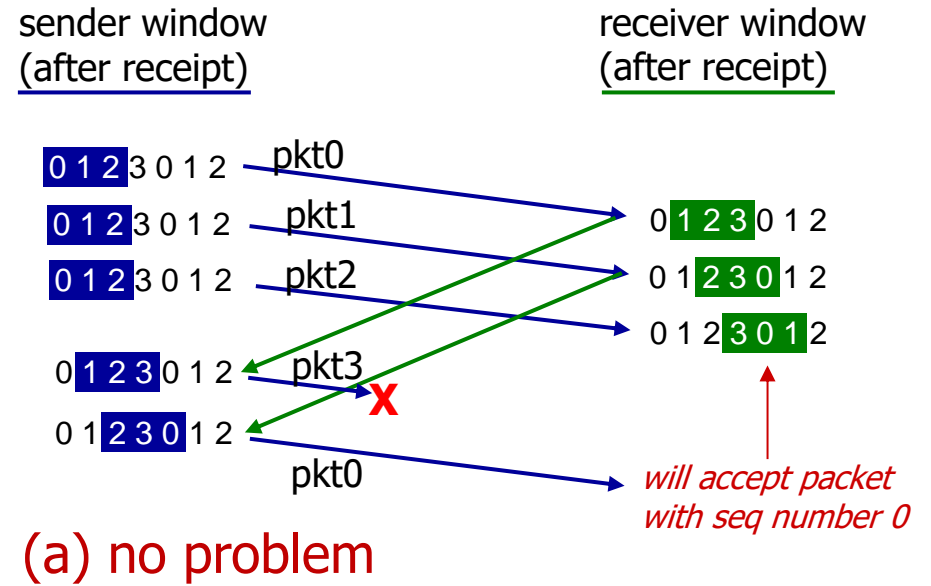 sender window
(after receipt)
receiver window
(after receipt)
0 1 2 3 0 1 2
pkt0
0 1 2 3 0 1 2
pkt1
0 1 2 3 0 1 2
0 1 2 3 0 1 2
pkt2
0 1 2 3 0 1 2
0 1 2 3 0 1 2
0 1 2 3 0 1 2
pkt3
X
0 1 2 3 0 1 2
pkt0
will accept packet
with seq number 0
(a) no problem